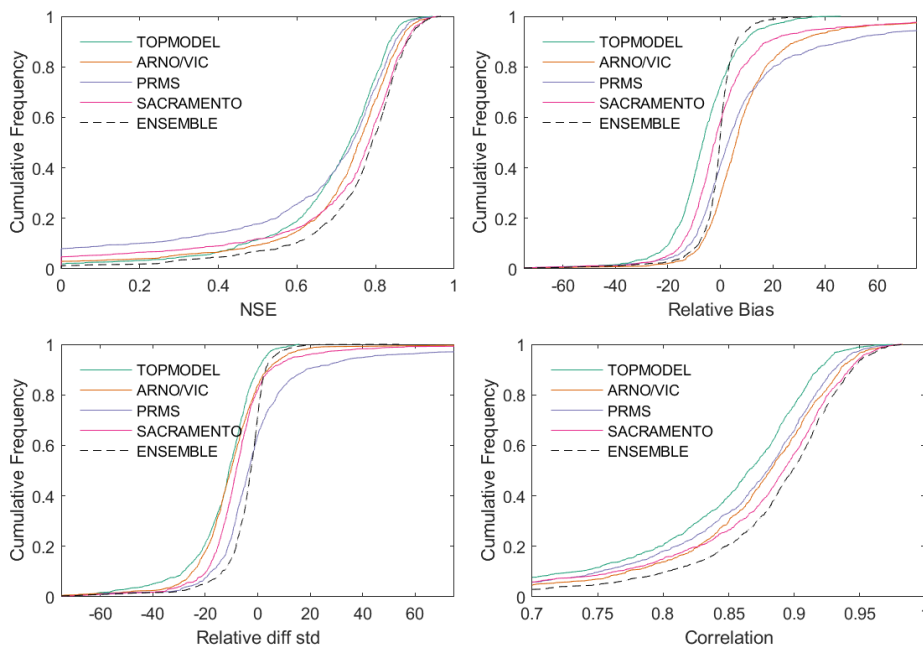 1
0.8
0.6
0.4
0.2
0
Cumulative Frequency
TOPMODEL
ARNO/VIC
PRMS
SACRAMENTO
ENSEMBLE
0 0.2 0.4 0.6 0.8 1
NSE
1
0.8
0.6
0.4
0.2
0
Cumulative Frequency
TOPMODEL
ARNO/VIC
PRMS
SACRAMENTO
ENSEMBLE
-60 -40 -20 0 20 40 60
Relative Bias
1
0.8
0.6
0.4
0.2
0
Cumulative Frequency
TOPMODEL
ARNO/VIC
PRMS
SACRAMENTO
ENSEMBLE
-60 -40 -20 0 20 40 60
Relative diff std
1
0.8
0.6
0.4
0.2
0
Cumulative Frequency
TOPMODEL
ARNO/VIC
PRMS
SACRAMENTO
ENSEMBLE
0.7 0.75 0.8 0.85 0.9 0.95
Correlation